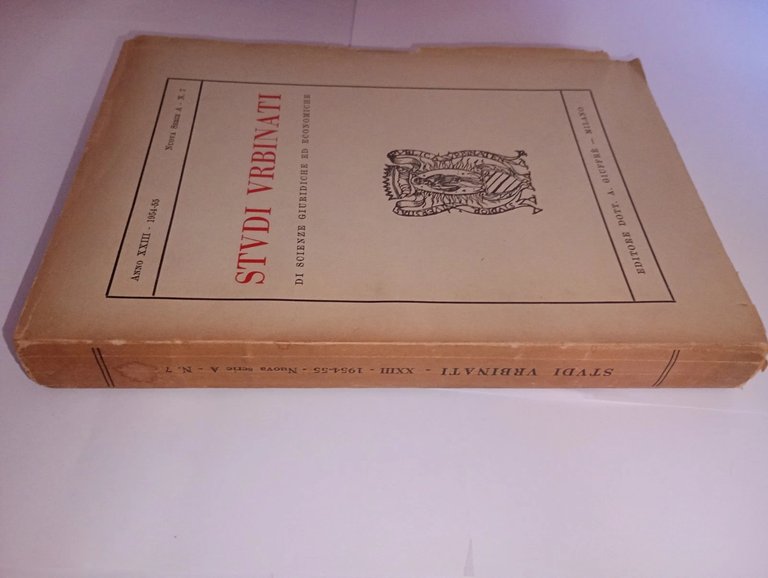 Anno XXIII - 1954-55
Nuova Serie A - N. 7
STVDI VRBINATI
DI SCIENZE GIURIDICHE ED ECONOMICHE
EDITORE DOTT. A. GIUFFRÈ — MILANO
STVDI VRBINATI - XXIII - 1954-55 - Nuova serie A - N. 7